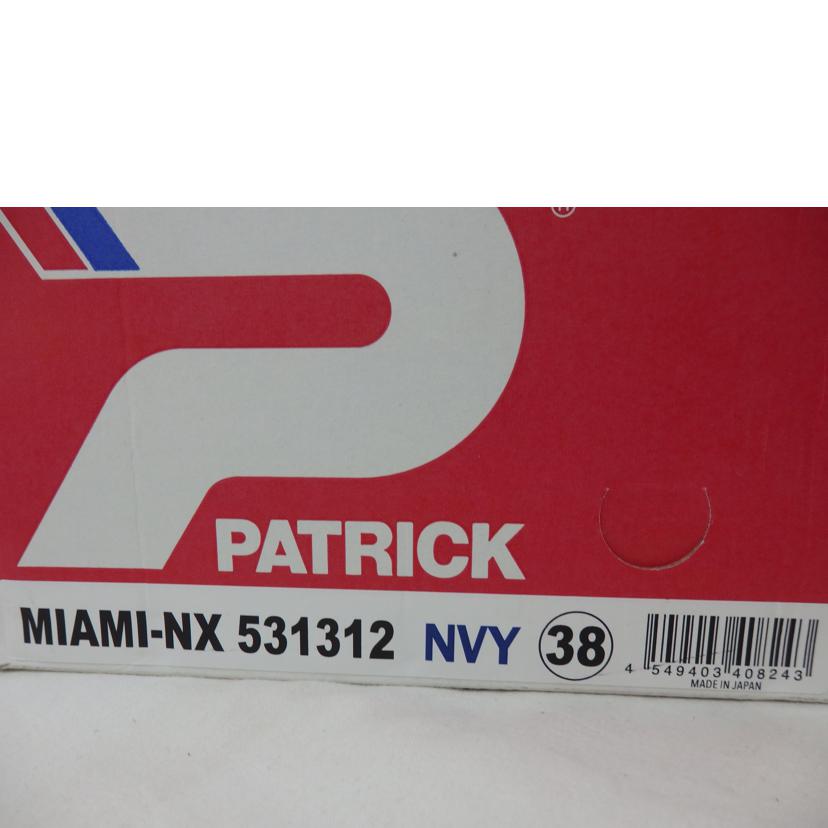 ®
PATRICK
MIAMI-NX 531312 NVY 38
4 549403 408243
MADE IN JAPAN